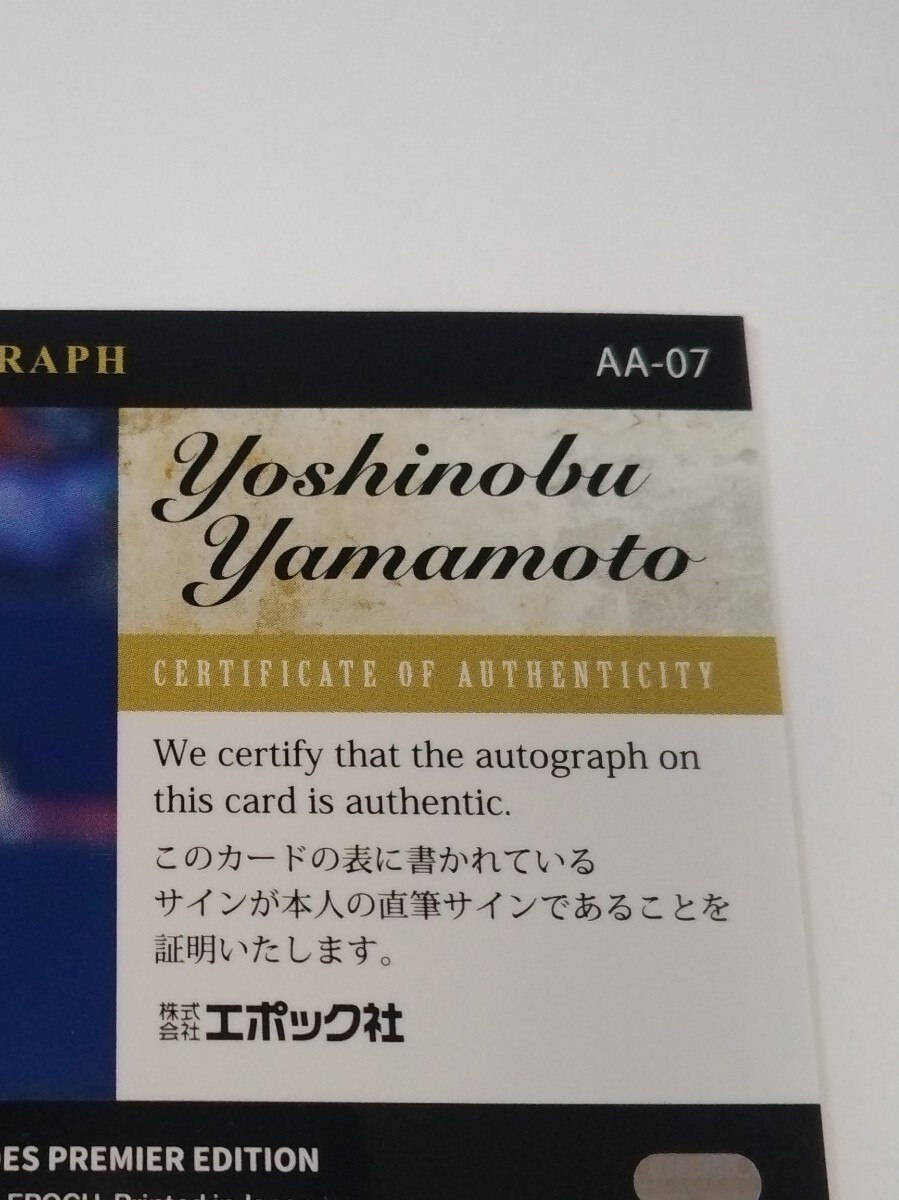 RAPH
AA-07
Yoshinobu
Yamamoto
CERTIFICATE OF AUTHENTICITY
We certify that the autograph on
this card is authentic.
このカードの表に書かれている
サインが本人の直筆サインであることを
証明いたします。
株式会社エポック社
ES PREMIER EDITION
EPOCH Printed in